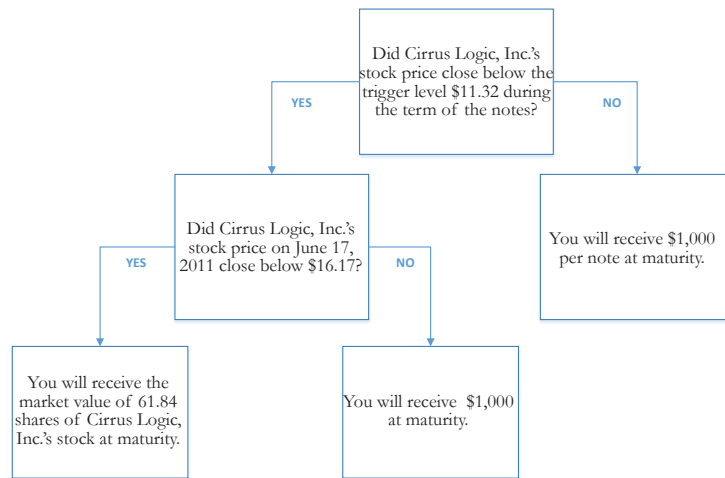 Did Cirrus Logic, Inc.'s
stock price close below the
trigger level $11.32 during
the term of the notes?
YES
NO
Did Cirrus Logic, Inc.'s
stock price on June 17,
2011 close below $16.17?
You will receive $1,000
per note at maturity.
YES
NO
You will receive the
market value of 61.84
shares of Cirrus Logic,
Inc.'s stock at maturity.
You will receive $1,000
at maturity.